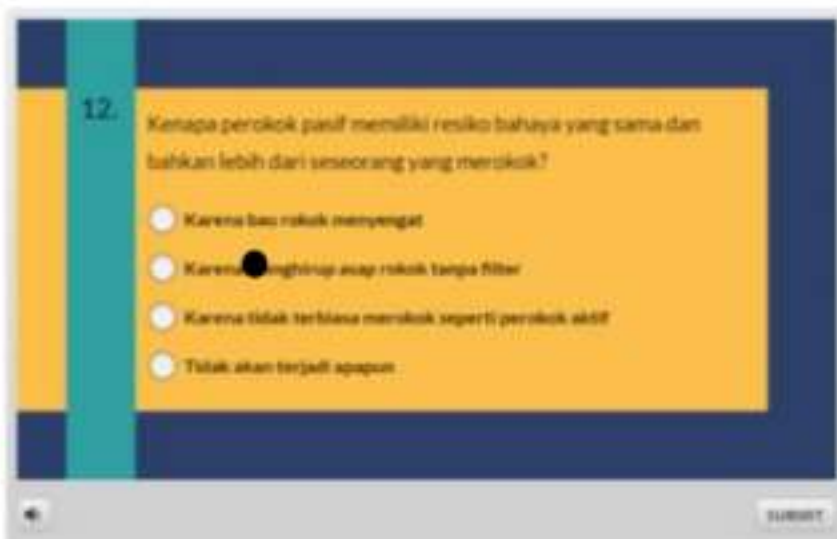 12.
Kenapa perokok pasif memiliki resiko bahaya yang sama dan
bahkan lebih dari seseorang yang merokok?
Karena bau rokok menyengat
Karena asap rokok tanpa filter
Karena tidak terbiasa merokok seperti perokok aktif
Tidak akan terjadi apapun
SUBMIT